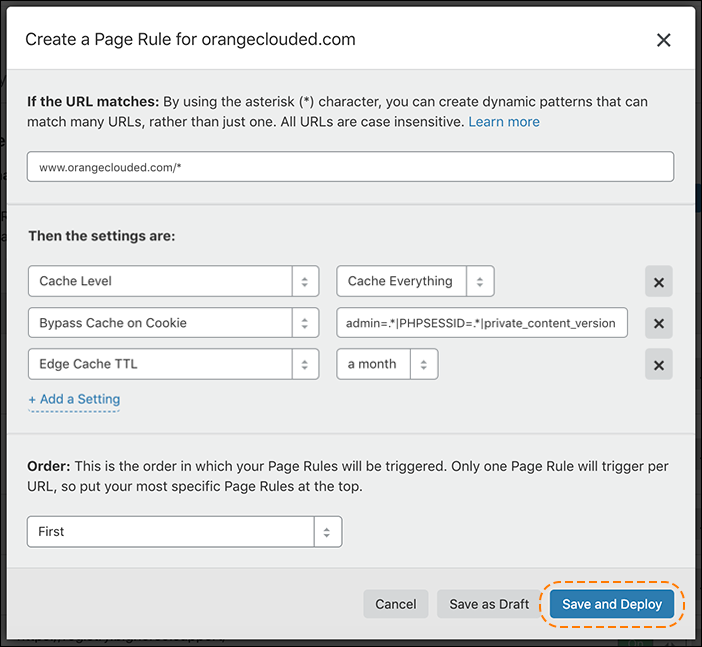 Create a Page Rule for orangeclouded.com
If the URL matches: By using the asterisk (*) character, you can create dynamic patterns that can
match many URLs, rather than just one. All URLs are case insensitive. Learn more
www.orangeclouded.com/*
Then the settings are:
Cache Level Cache Everything
Bypass Cache on Cookie admin=.*|PHPSESSID=.*|private_content_version
Edge Cache TTL a month
+ Add a Setting
Order: This is the order in which your Page Rules will be triggered. Only one Page Rule will trigger per
URL, so put your most specific Page Rules at the top.
First
Cancel Save as Draft Save and Deploy